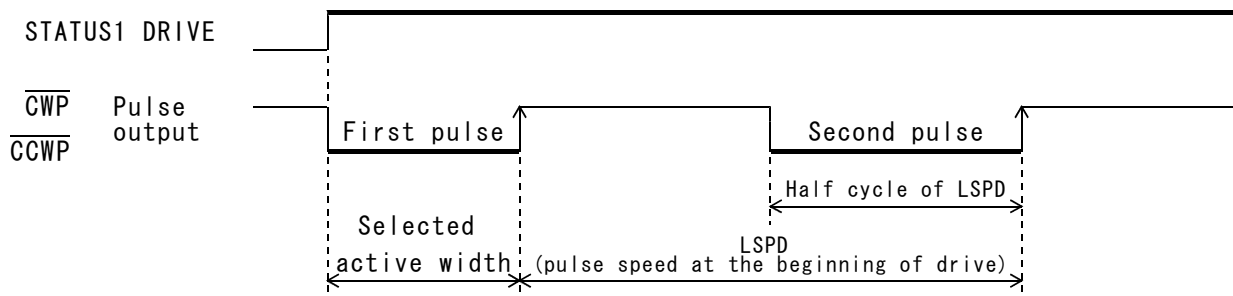 STATUS1 DRIVE
CWP Pulse
output
CCWP
First pulse
Second pulse
Half cycle of LSPD
Selected
active width
LSPD
(pulse speed at the beginning of drive)